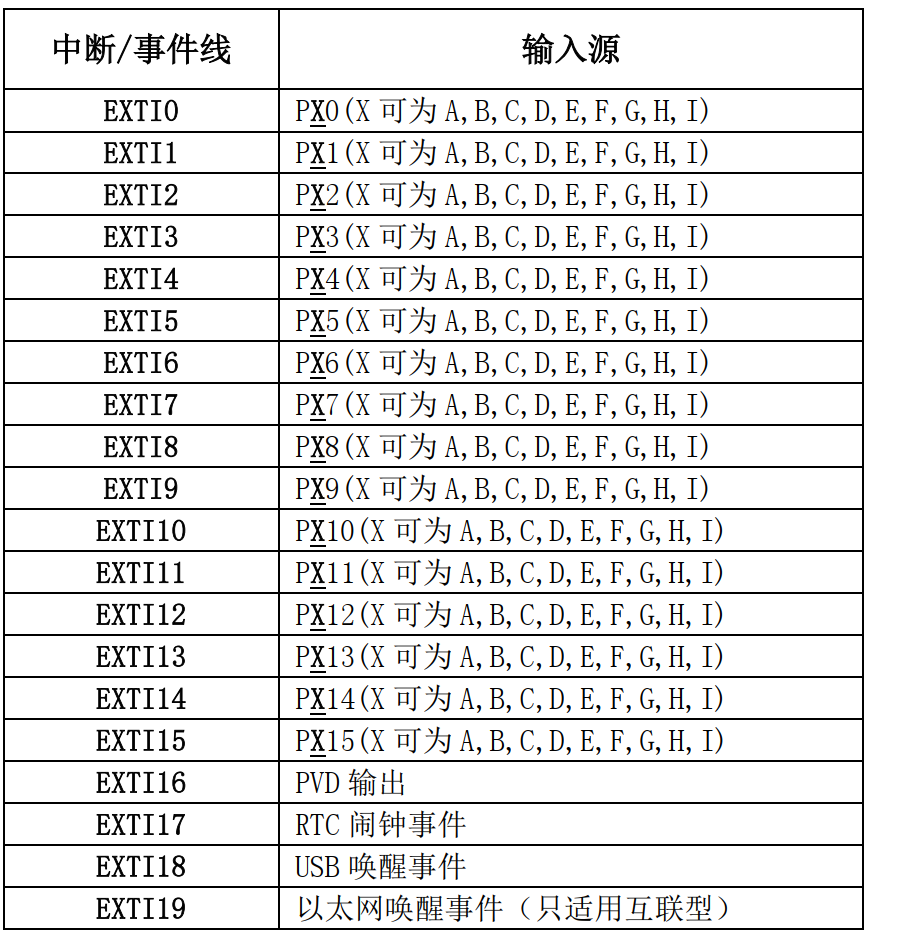 中断/事件线 输入源
EXTI0 PX0(X 可为 A,B,C,D,E,F,G,H,I)
EXTI1 PX1(X 可为 A,B,C,D,E,F,G,H,I)
EXTI2 PX2(X 可为 A,B,C,D,E,F,G,H,I)
EXTI3 PX3(X 可为 A,B,C,D,E,F,G,H,I)
EXTI4 PX4(X 可为 A,B,C,D,E,F,G,H,I)
EXTI5 PX5(X 可为 A,B,C,D,E,F,G,H,I)
EXTI6 PX6(X 可为 A,B,C,D,E,F,G,H,I)
EXTI7 PX7(X 可为 A,B,C,D,E,F,G,H,I)
EXTI8 PX8(X 可为 A,B,C,D,E,F,G,H,I)
EXTI9 PX9(X 可为 A,B,C,D,E,F,G,H,I)
EXTI10 PX10(X 可为 A,B,C,D,E,F,G,H,I)
EXTI11 PX11(X 可为 A,B,C,D,E,F,G,H,I)
EXTI12 PX12(X 可为 A,B,C,D,E,F,G,H,I)
EXTI13 PX13(X 可为 A,B,C,D,E,F,G,H,I)
EXTI14 PX14(X 可为 A,B,C,D,E,F,G,H,I)
EXTI15 PX15(X 可为 A,B,C,D,E,F,G,H,I)
EXTI16 PVD 输出
EXTI17 RTC 闹钟事件
EXTI18 USB 唤醒事件
EXTI19 以太网唤醒事件（只适用互联型）